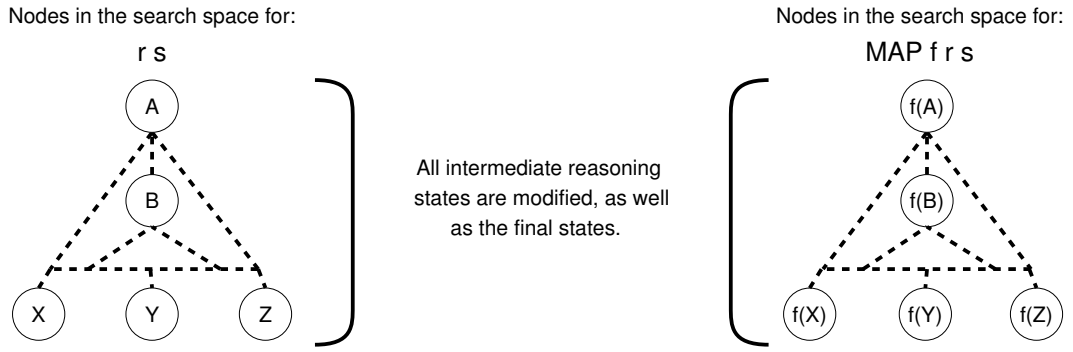 Nodes in the search space for:
r s
A
B
X
Y
Z
All intermediate reasoning
states are modified, as well
as the final states.
Nodes in the search space for:
MAP f r s
f(A)
f(B)
f(X)
f(Y)
f(Z)